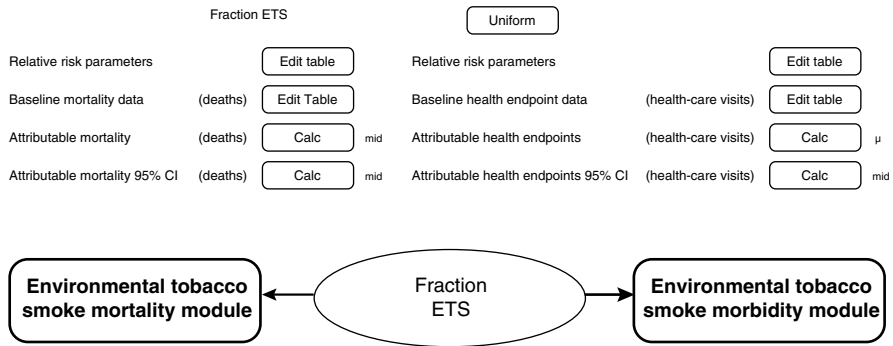 Fraction ETS Uniform
Relative risk parameters Edit table Relative risk parameters Edit table
Baseline mortality data (deaths) Edit Table Baseline health endpoint data (health-care visits) Edit table
Attributable mortality (deaths) Calc mid Attributable health endpoints (health-care visits) Calc µ
Attributable mortality 95% CI (deaths) Calc mid Attributable health endpoints 95% CI (health-care visits) Calc mid
Environmental tobacco
smoke mortality module
Fraction
ETS
Environmental tobacco
smoke morbidity module